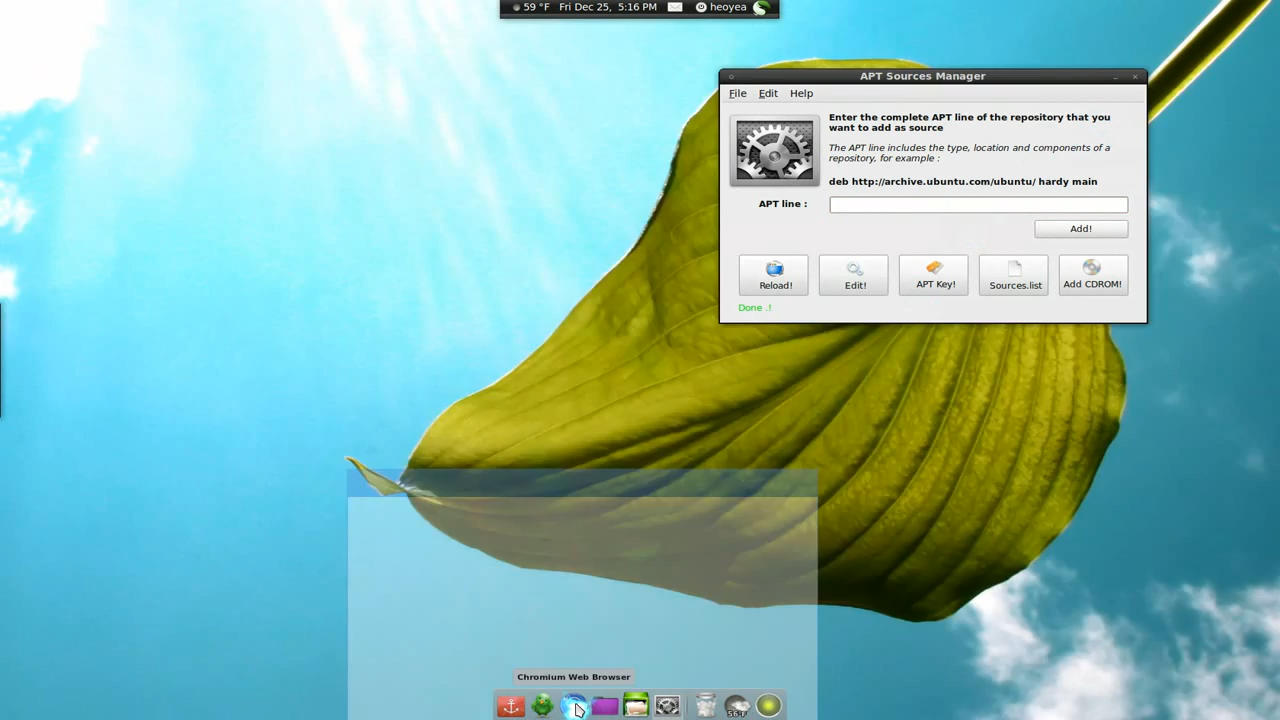 59 °F Fri Dec 25, 5:16 PM heoyea
APT Sources Manager
File Edit Help
Enter the complete APT line of the repository that you
want to add as source
The APT line includes the type, location and components of a
repository, for example :
deb http://archive.ubuntu.com/ubuntu/ hardy main
APT line :
Add!
Reload! Edit! APT Key! Sources.list Add CDROM!
Done .!
Chromium Web Browser